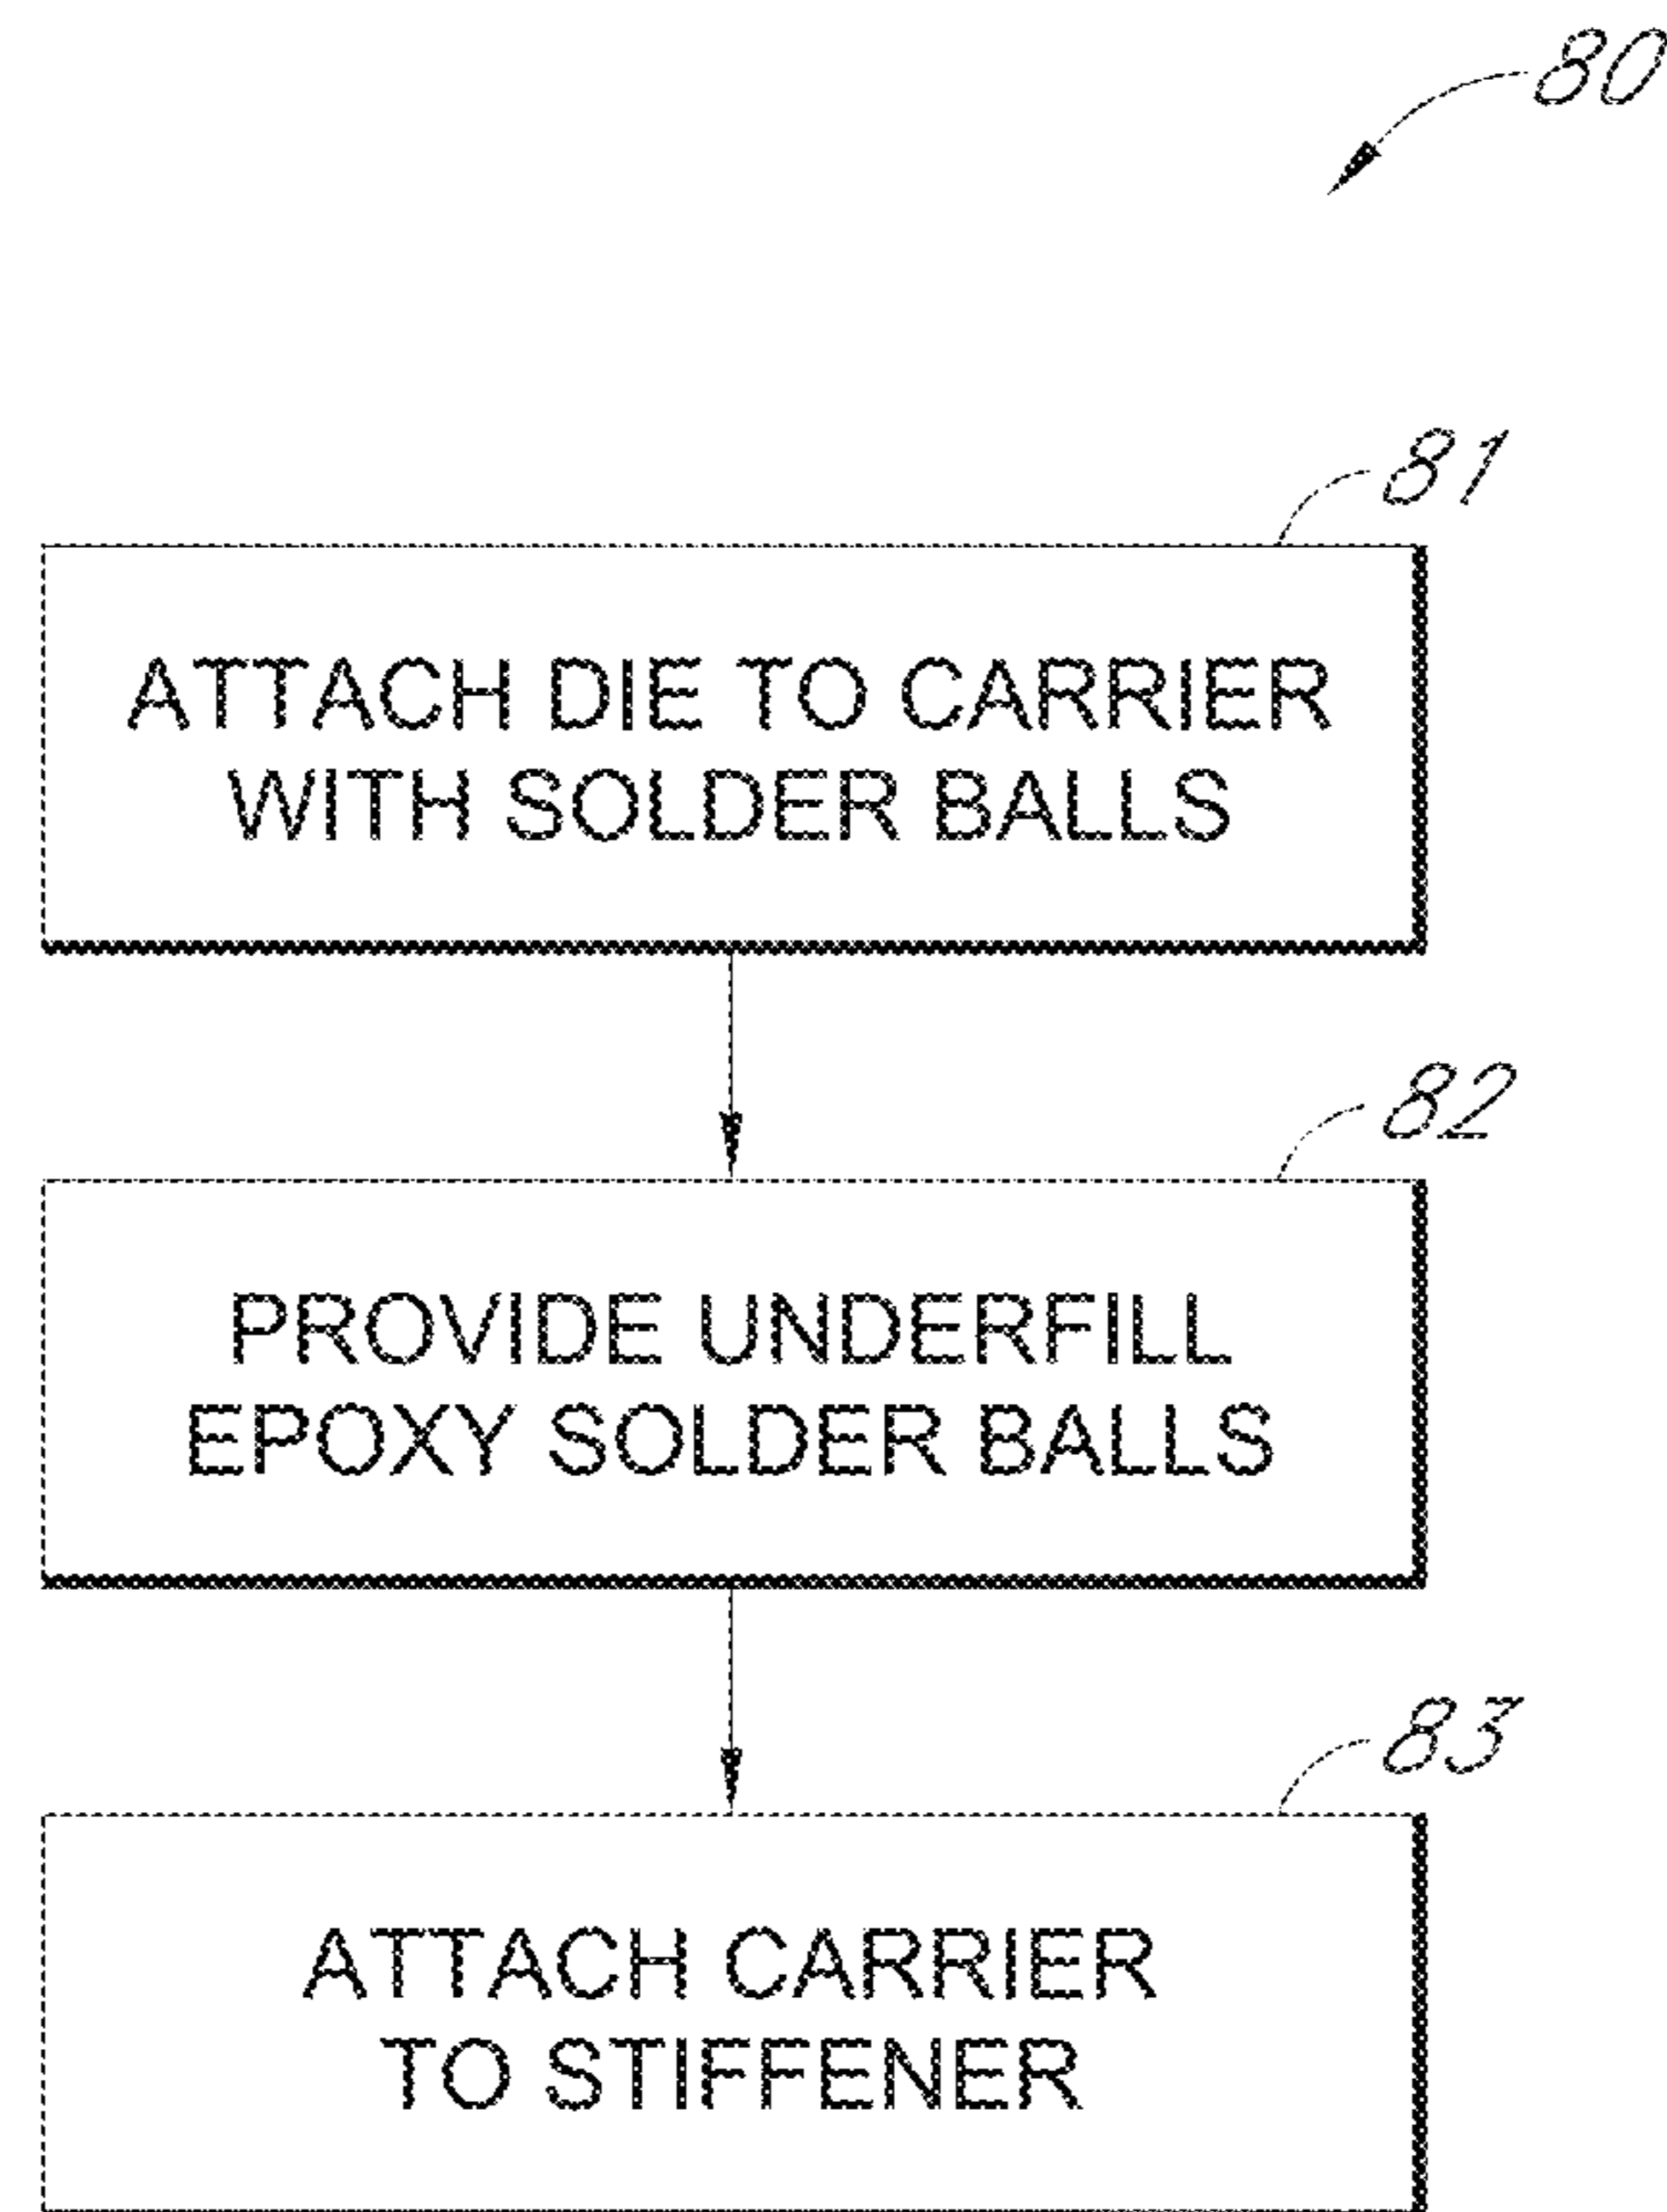 80
81
ATTACH DIE TO CARRIER
WITH SOLDER BALLS
82
PROVIDE UNDERFILL
EPOXY SOLDER BALLS
83
ATTACH CARRIER
TO STIFFENER